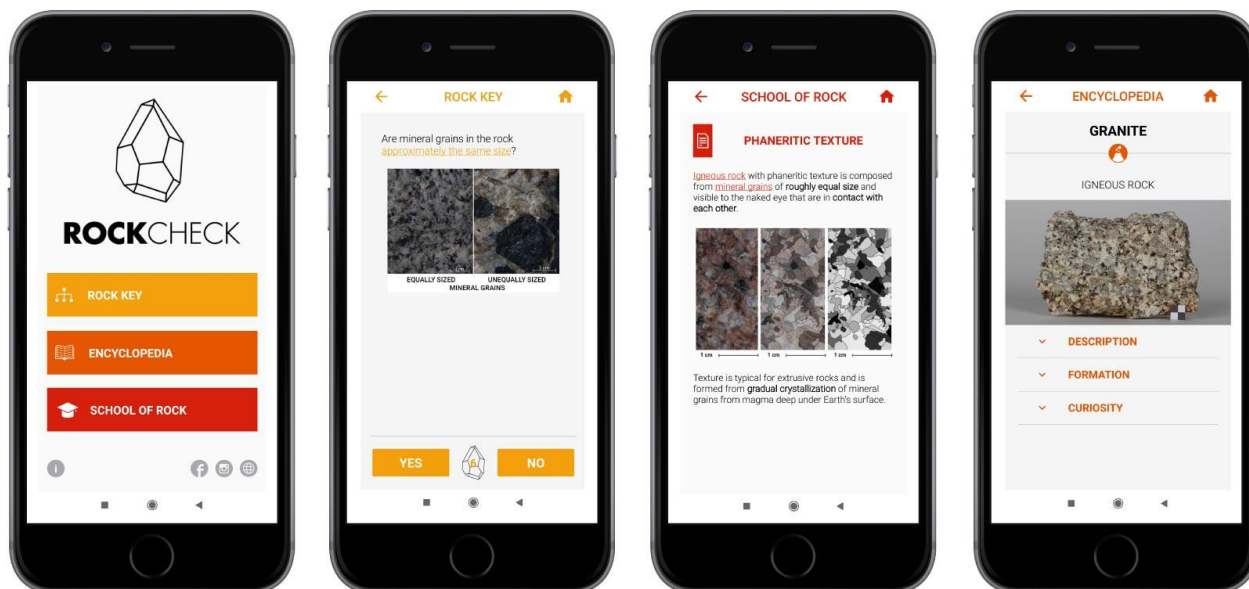 ROCKCHECK
ROCK KEY
ENCYCLOPEDIA
SCHOOL OF ROCK
ROCK KEY
Are mineral grains in the rock
approximately the same size?
EQUALLY SIZED UNEQUALLY SIZED
MINERAL GRAINS
YES NO
SCHOOL OF ROCK
PHANERITIC TEXTURE
Igneous rock with phaneritic texture is composed
from mineral grains of roughly equal size and
visible to the naked eye that are in contact with
each other.
1 cm 1 cm 1 cm
Texture is typical for extrusive rocks and is
formed from gradual crystallization of mineral
grains from magma deep under Earth's surface.
ENCYCLOPEDIA
GRANITE
IGNEOUS ROCK
DESCRIPTION
FORMATION
CURIOSITY